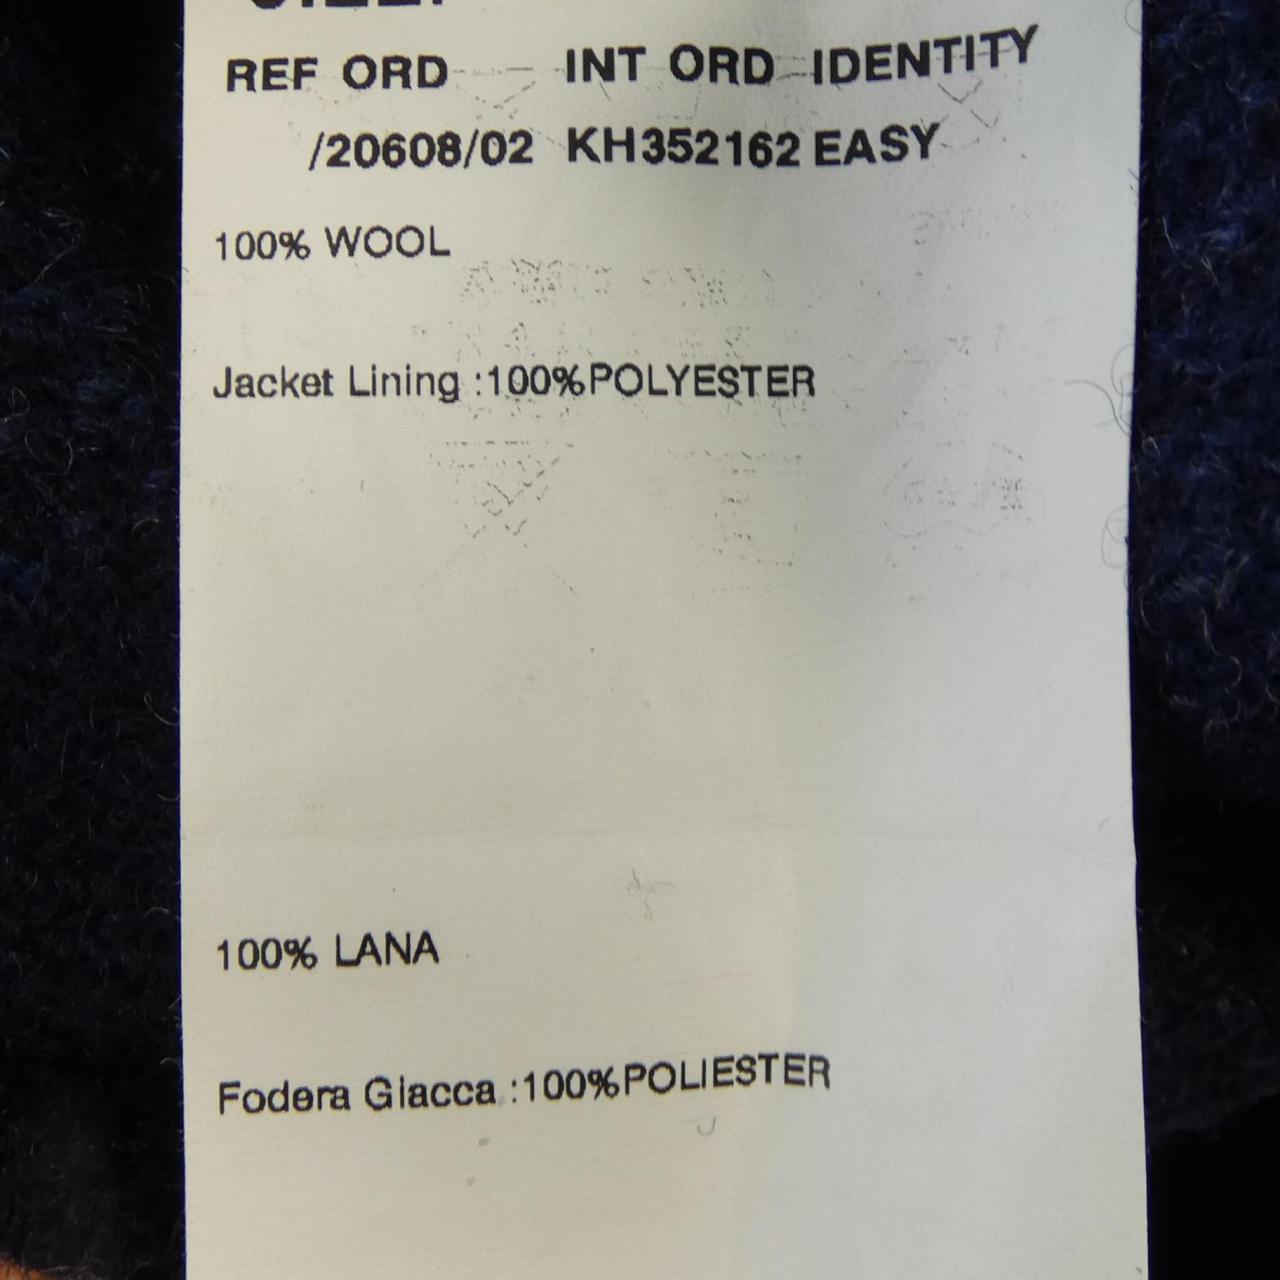 REF ORD INT ORD IDENTITY
/20608/02 KH352162 EASY
100% WOOL
Jacket Lining :100%POLYESTER
100% LANA
Fodera Giacca :100%POLIESTER